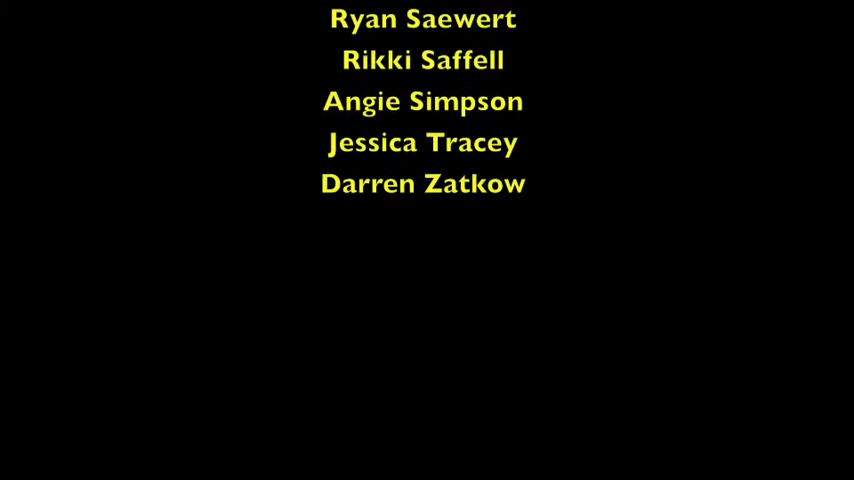 Ryan Saewert
Rikki Saffell
Angie Simpson
Jessica Tracey
Darren Zatkow